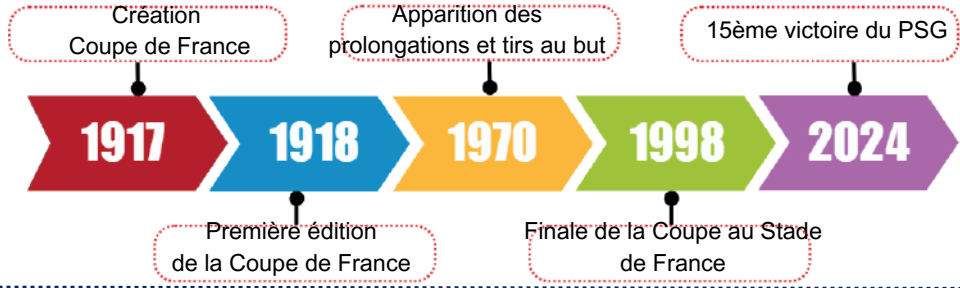 Création
Coupe de France
Apparition des
prolongations et tirs au but
15ème victoire du PSG
1917
1918
1970
1998
2024
Première édition
de la Coupe de France
Finale de la Coupe au Stade
de France